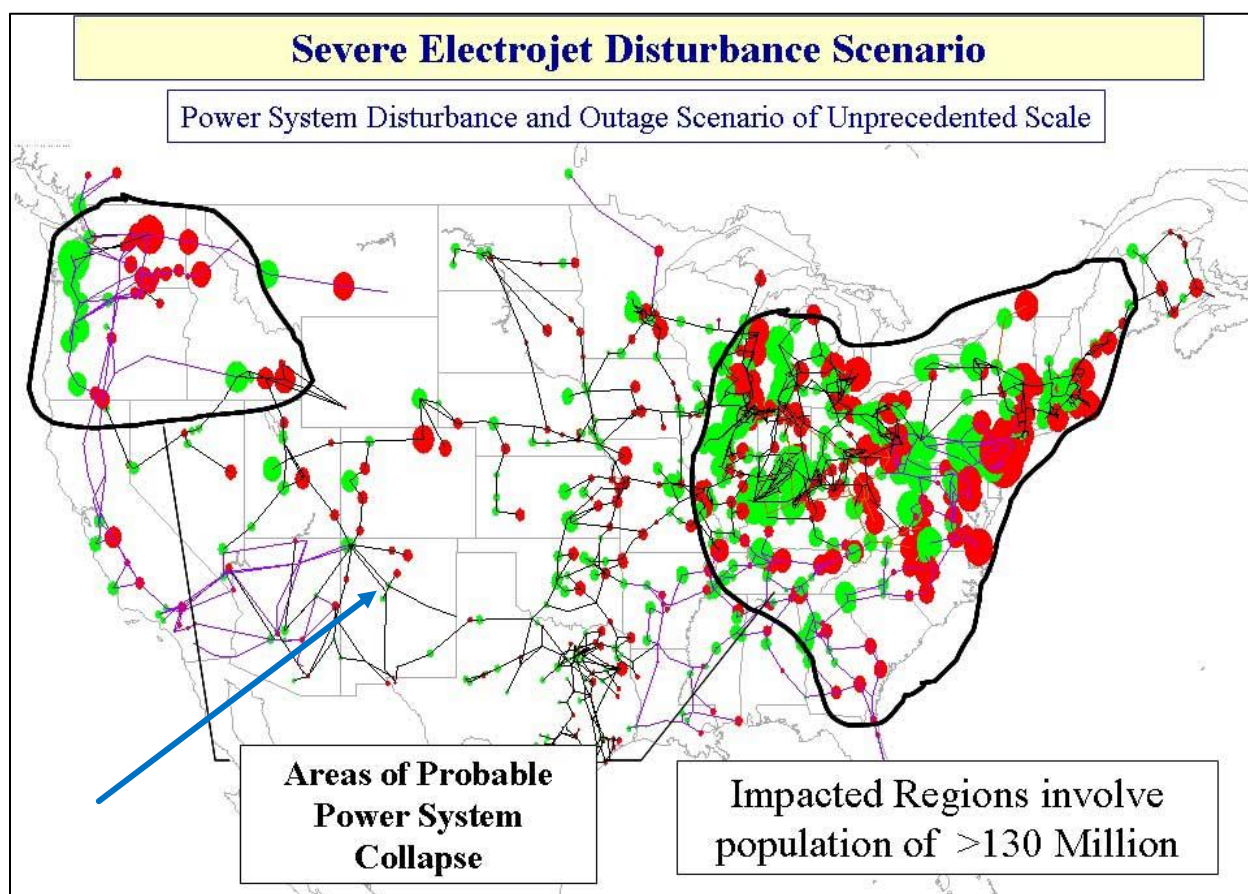 Severe Electrojet Disturbance Scenario
Power System Disturbance and Outage Scenario of Unprecedented Scale
Areas of Probable
Power System
Collapse
Impacted Regions involve
population of >130 Million